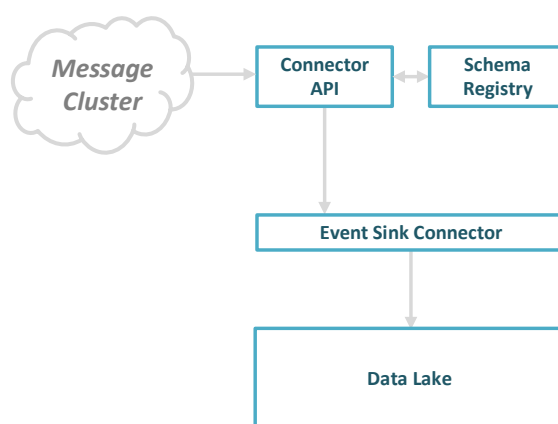 Message
Cluster
Connector
API
Schema
Registry
Event Sink Connector
Data Lake